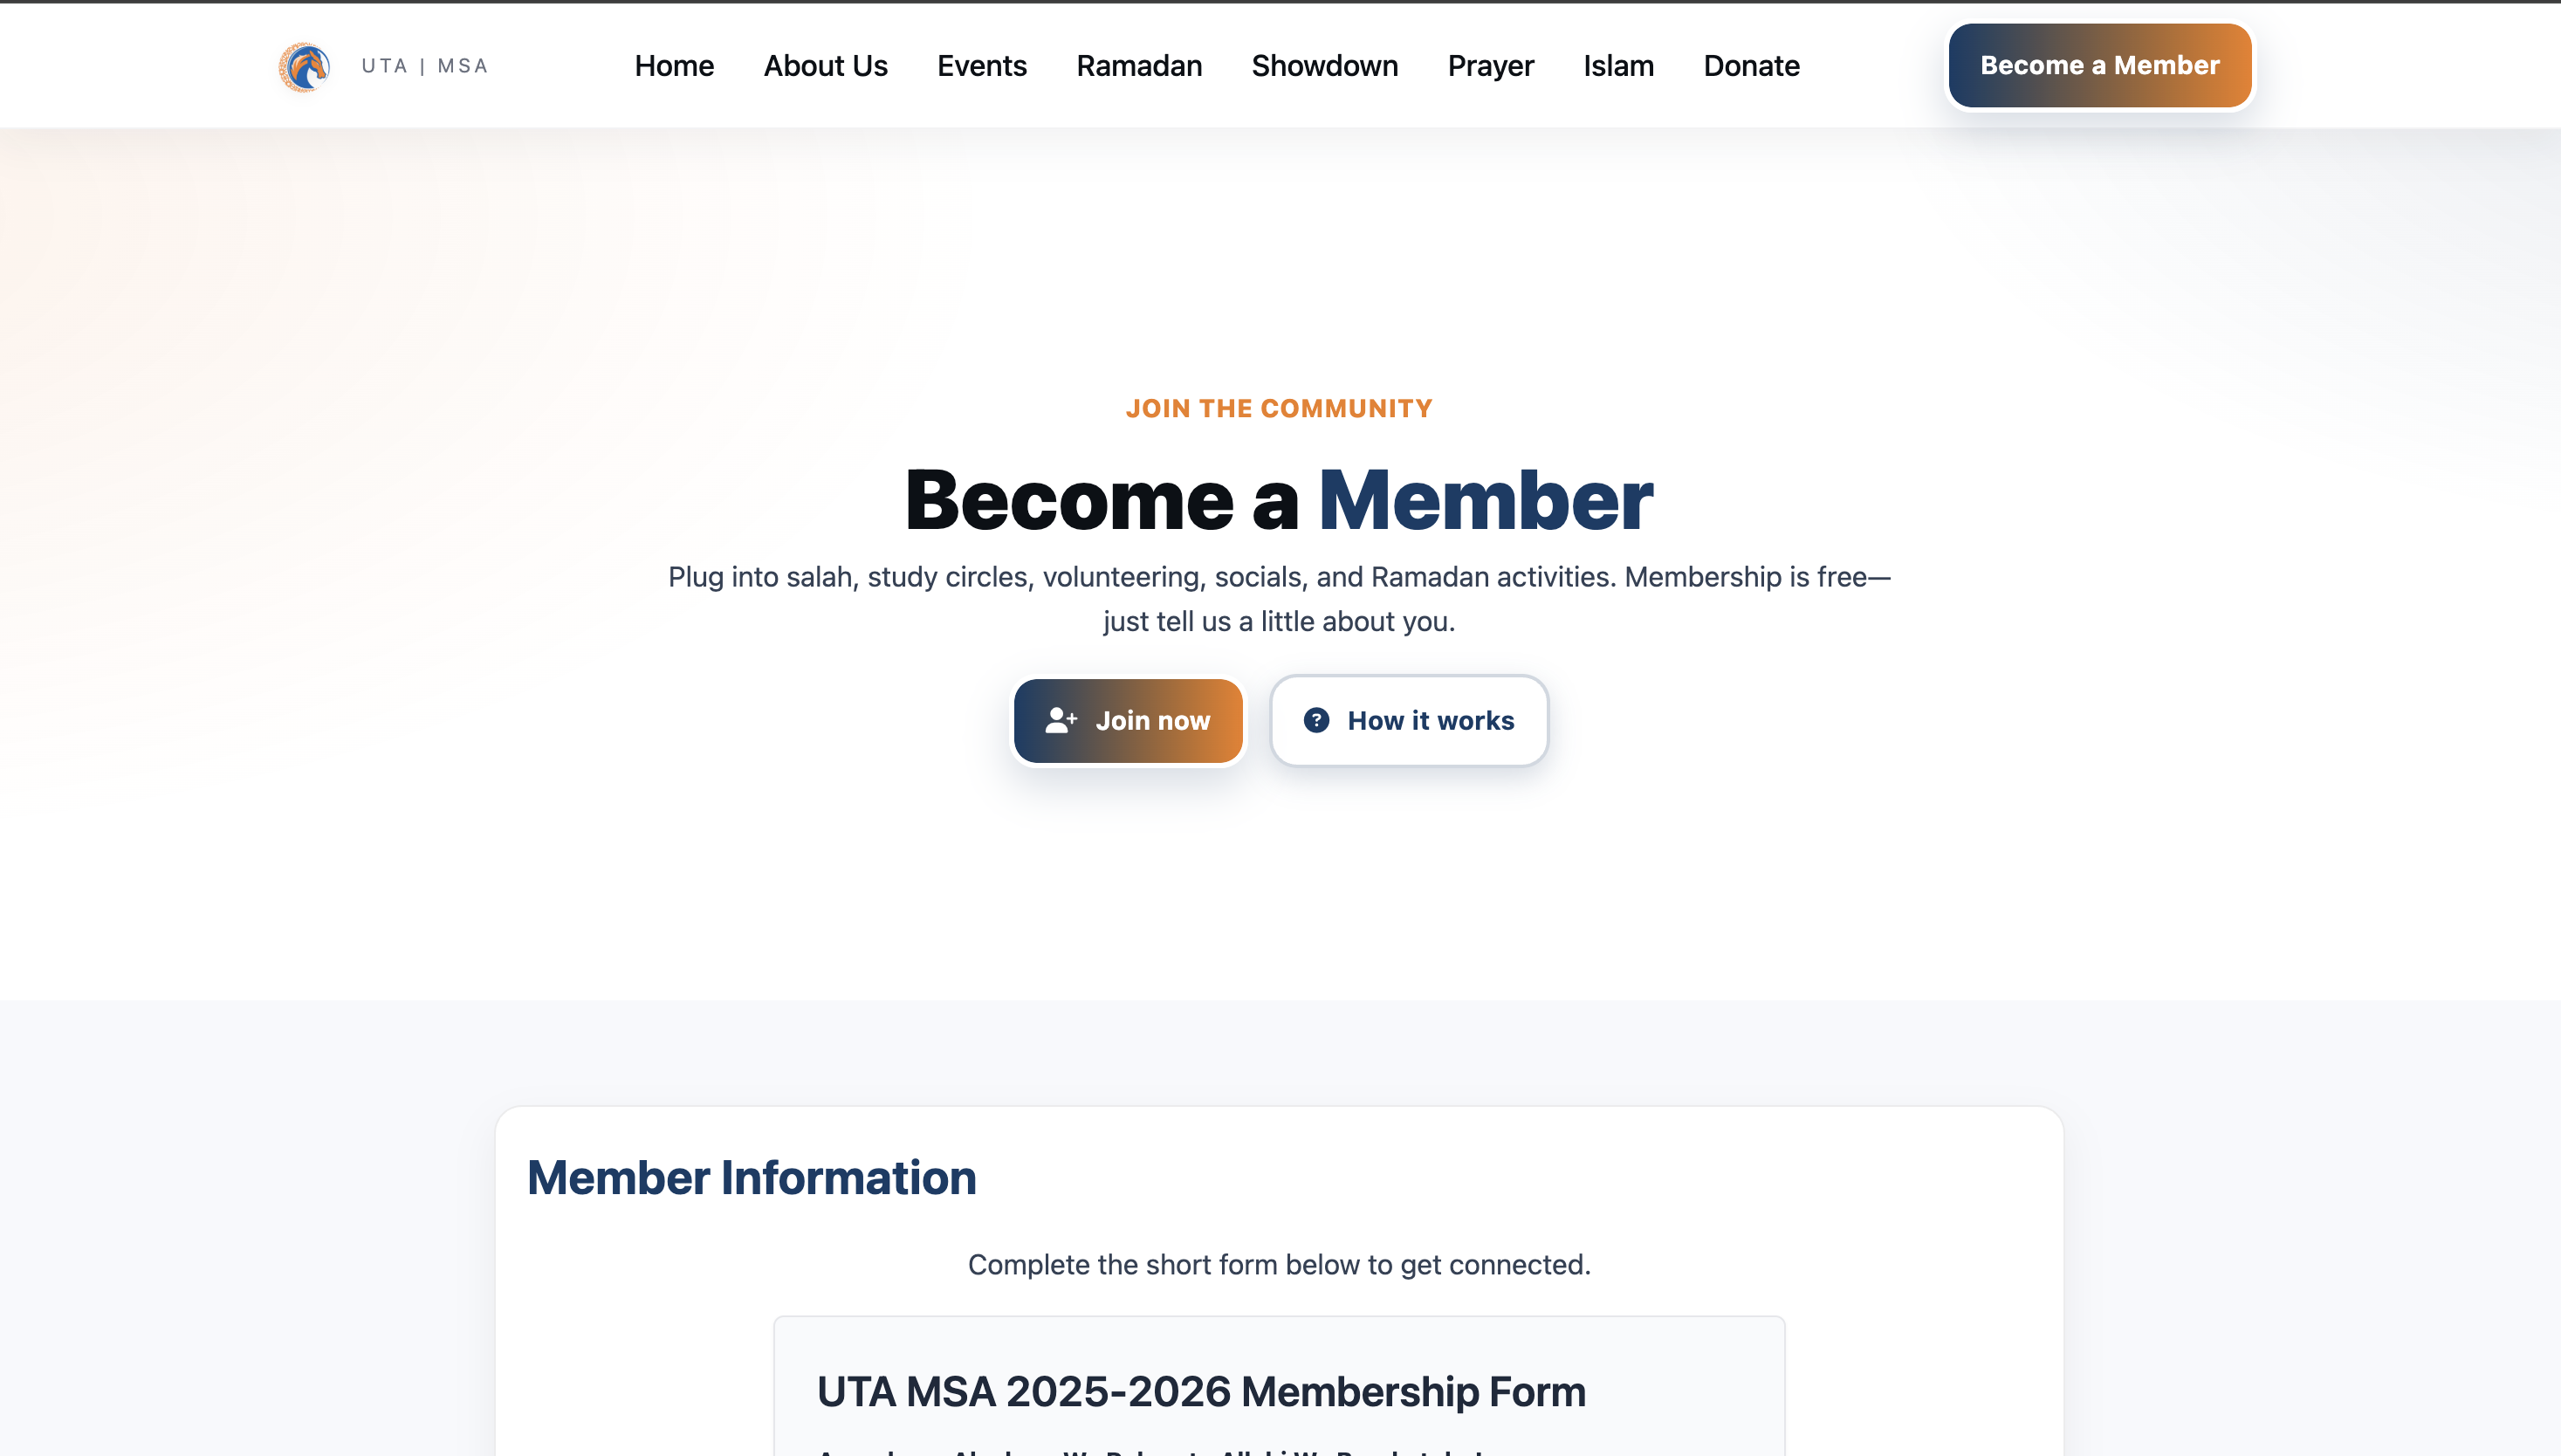 UTA | MSA
Home About Us Events Ramadan Showdown Prayer Islam Donate
Become a Member
JOIN THE COMMUNITY
Become a Member
Plug into salah, study circles, volunteering, socials, and Ramadan activities. Membership is free—
just tell us a little about you.
Join now
How it works
Member Information
Complete the short form below to get connected.
UTA MSA 2025-2026 Membership Form